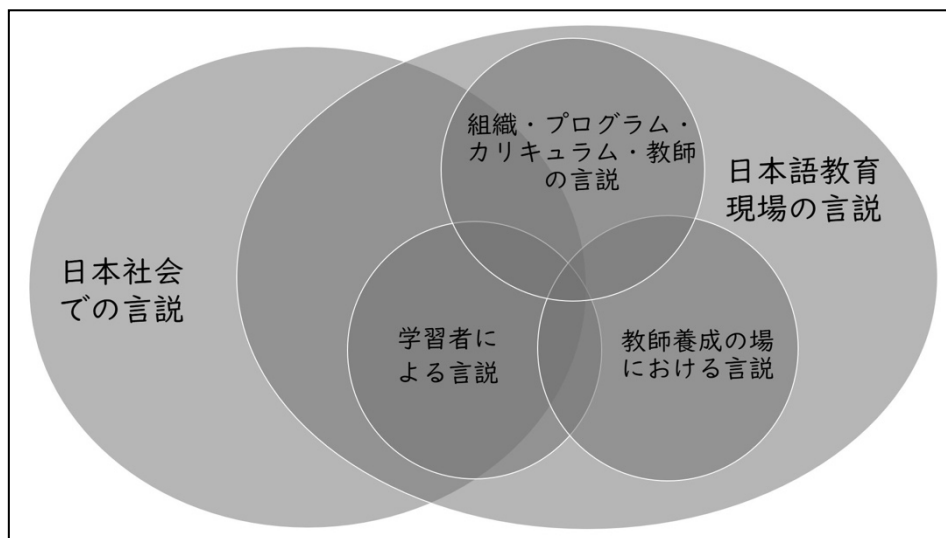 組織・プログラム・
カリキュラム・教師
の言説
日本語教育
現場の言説
日本社会
での言説
学習者に
よる言説
教師養成の場
における言説